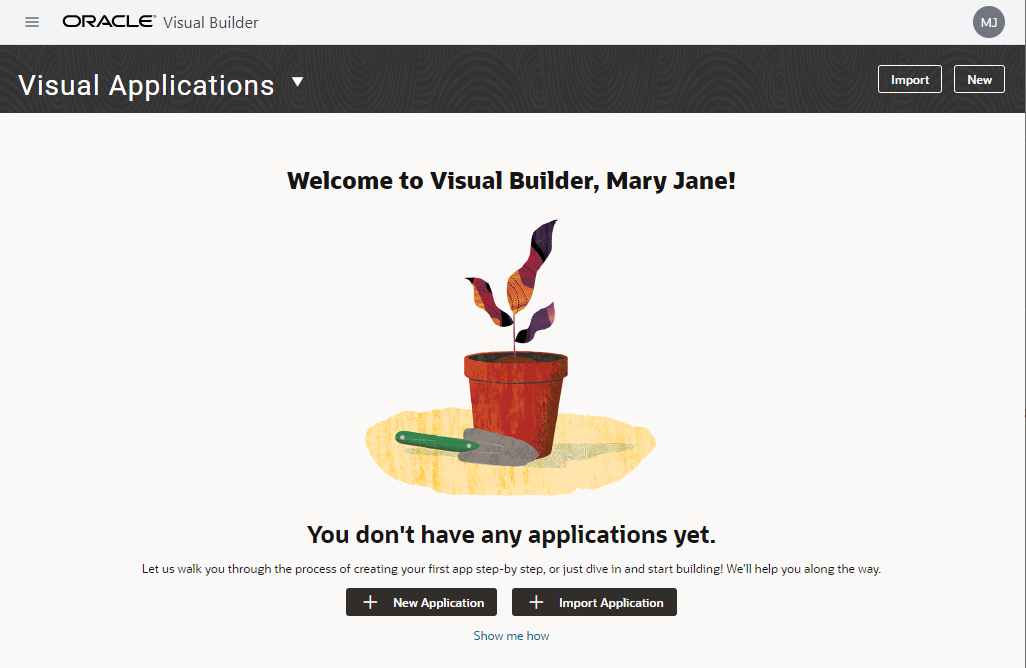 ORACLE Visual Builder
MJ
Visual Applications
Import
New
Welcome to Visual Builder, Mary Jane!
You don't have any applications yet.
Let us walk you through the process of creating your first app step-by step, or just dive in and start building! We'll help you along the way.
New Application
Import Application
Show me how